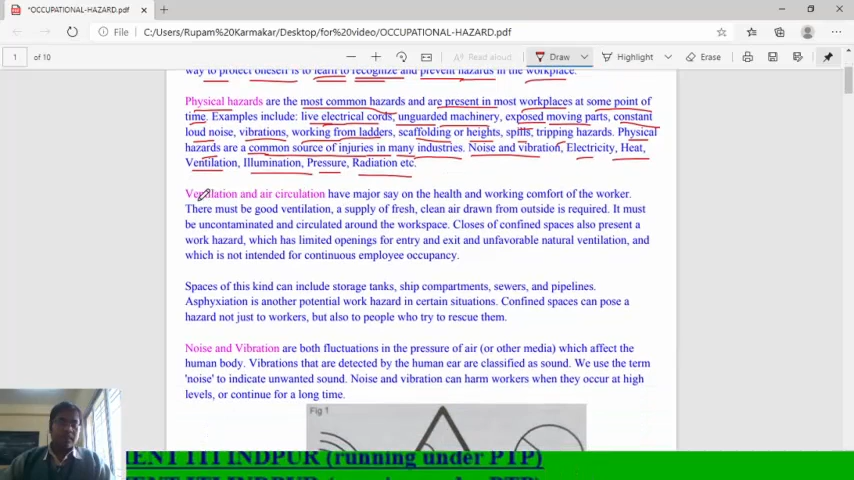 *OCCUPATIONAL-HAZARD.pdf
File
C:/Users/Rupam%20Karmakar/Desktop/for%20video/OCCUPATIONAL-HAZARD.pdf
1 of 10
Read aloud
Draw
Highlight
Erase
way to protect oneself is to learn to recognize and prevent hazards in the workplace.
Physical hazards are the most common hazards and are present in most workplaces at some point of
time. Examples include: live electrical cords, unguarded machinery, exposed moving parts, constant
loud noise, vibrations, working from ladders, scaffolding or heights, spills, tripping hazards. Physical
hazards are a common source of injuries in many industries. Noise and vibration, Electricity, Heat,
Ventilation, Illumination, Pressure, Radiation etc.
Ventilation and air circulation have major say on the health and working comfort of the worker.
There must be good ventilation, a supply of fresh, clean air drawn from outside is required. It must
be uncontaminated and circulated around the workspace. Closes of confined spaces also present a
work hazard, which has limited openings for entry and exit and unfavorable natural ventilation, and
which is not intended for continuous employee occupancy.
Spaces of this kind can include storage tanks, ship compartments, sewers, and pipelines.
Asphyxiation is another potential work hazard in certain situations. Confined spaces can pose a
hazard not just to workers, but also to people who try to rescue them.
Noise and Vibration are both fluctuations in the pressure of air (or other media) which affect the
human body. Vibrations that are detected by the human ear are classified as sound. We use the term
'noise' to indicate unwanted sound. Noise and vibration can harm workers when they occur at high
levels, or continue for a long time.
Fig 1
MENT ITI INDPUR (running under PTP)